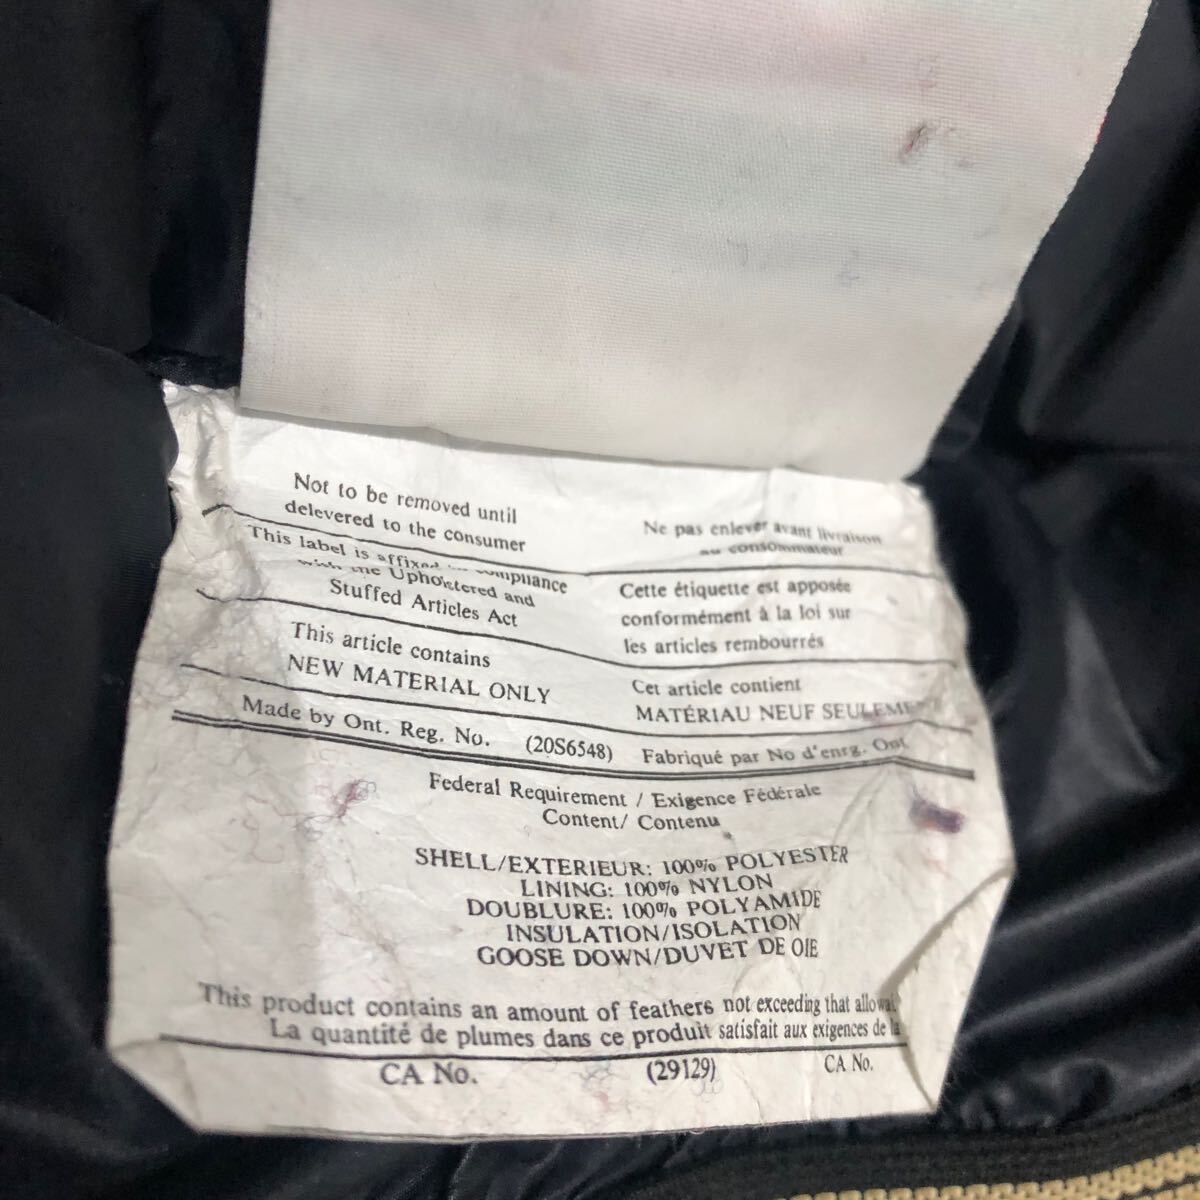 Not to be removed until
delevered to the consumer
Ne pas enlever avant livraison
au consommateur
This label is affixed compliance
with the Upholstered and
Stuffed Articles Act
Cette étiquette est apposée
conformément à la loi sur
les articles rembourrés
This article contains
NEW MATERIAL ONLY
Cet article contient
MATÉRIAU NEUF
Made by Ont. Reg. No. (20S6548) Fabriqué par No d'enrg. Ont.
Federal Requirement / Exigence Fédérale
Content/ Contenu
SHELL/EXTERIEUR: 100% POLYESTER
LINING: 100% NYLON
DOUBLURE: 100% POLYAMIDE
INSULATION/ISOLATION
GOOSE DOWN/DUVET DE OIE
This product contains an amount of feathers not exceeding that
La quantité de plumes dans ce produit satisfait aux exigences de la
CA No. (29129) CA No.